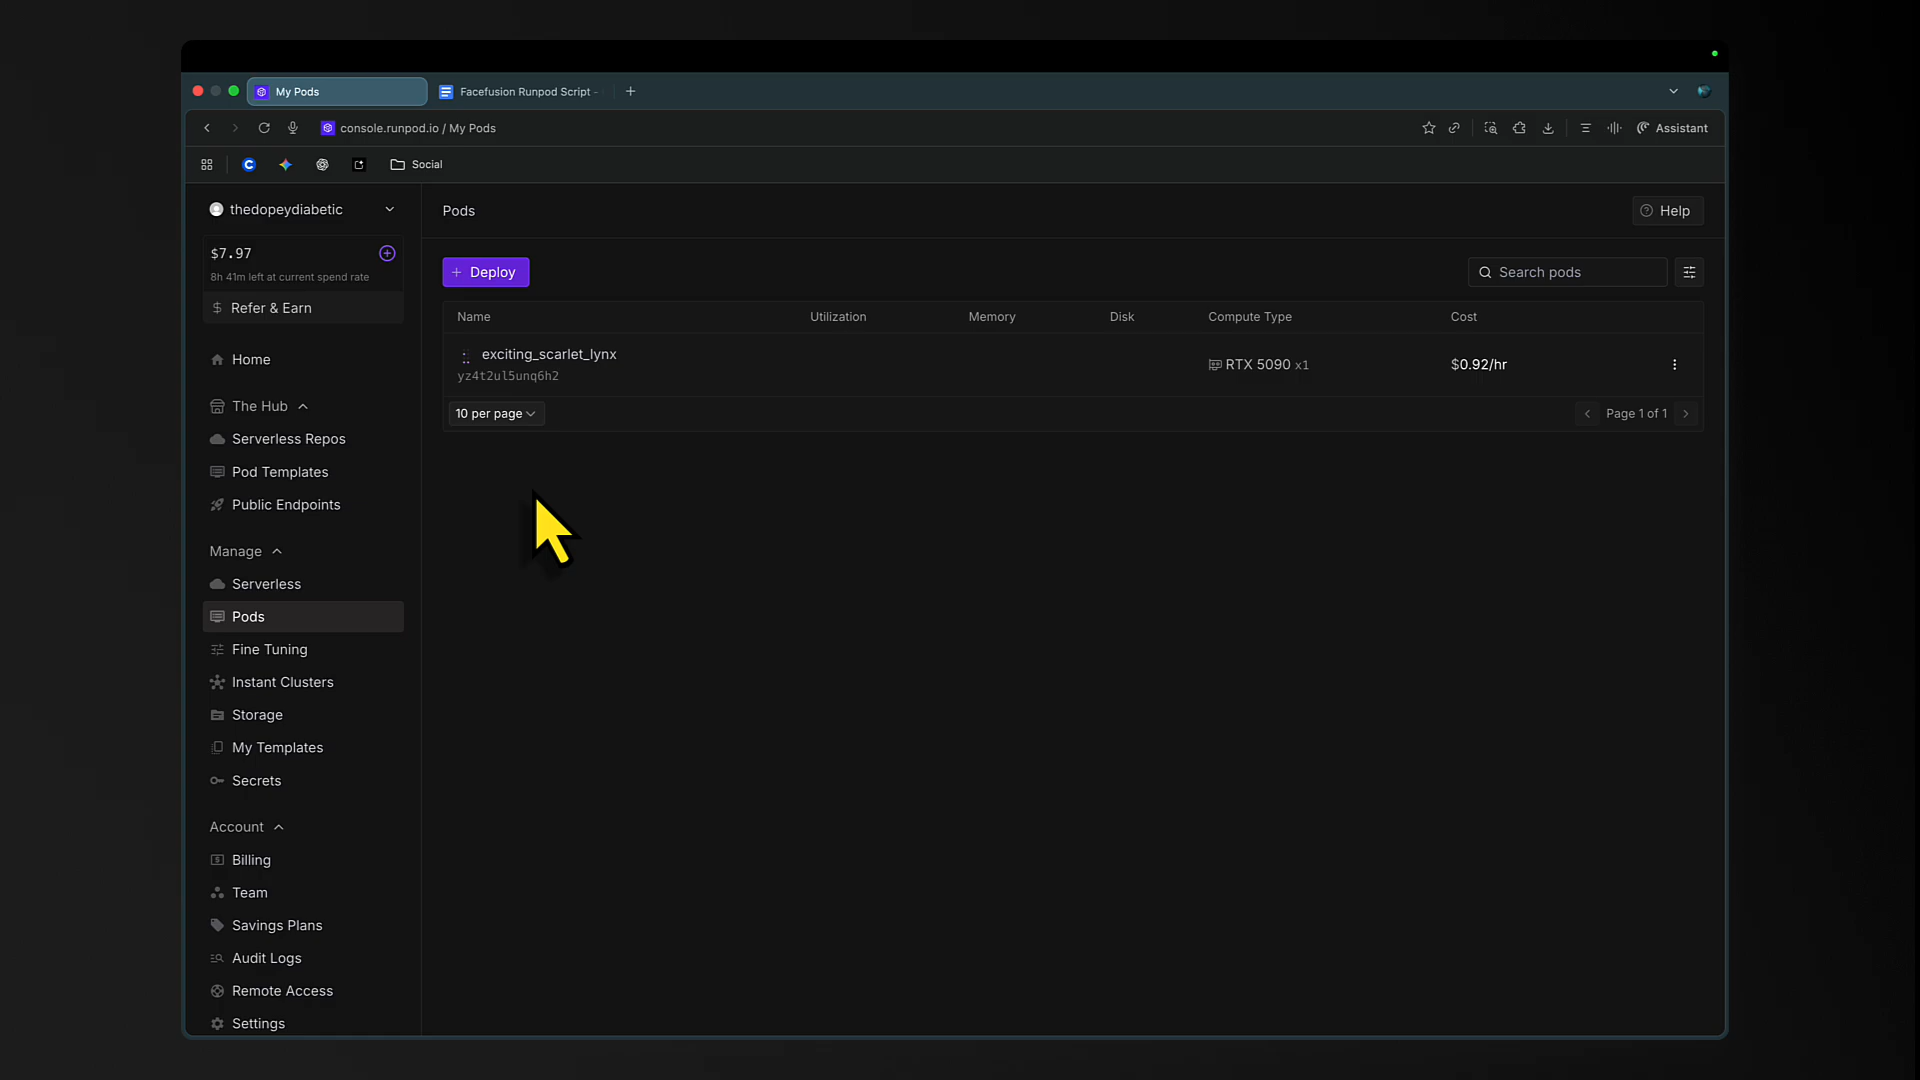 My Pods
Facefusion Runpod Script -
console.runpod.io / My Pods
Assistant
Social
thedopeydiabetic
$7.97
8h 41m left at current spend rate
Refer & Earn
Home
The Hub
Serverless Repos
Pod Templates
Public Endpoints
Manage
Serverless
Pods
Fine Tuning
Instant Clusters
Storage
My Templates
Secrets
Account
Billing
Team
Savings Plans
Audit Logs
Remote Access
Settings
Pods
Help
+ Deploy
Search pods
Name Utilization Memory Disk Compute Type Cost
exciting_scarlet_lynx
yz4t2ul5unq6h2
RTX 5090 x1
$0.92/hr
10 per page
Page 1 of 1